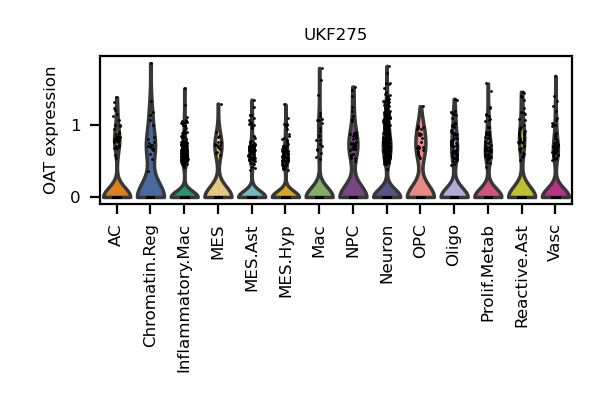 UKF275
OAT expression
1
0
AC
Chromatin.Reg
Inflammatory.Mac
MES
MES.Ast
MES.Hyp
Mac
NPC
Neuron
OPC
Oligo
Prolif.Metab
Reactive.Ast
Vasc